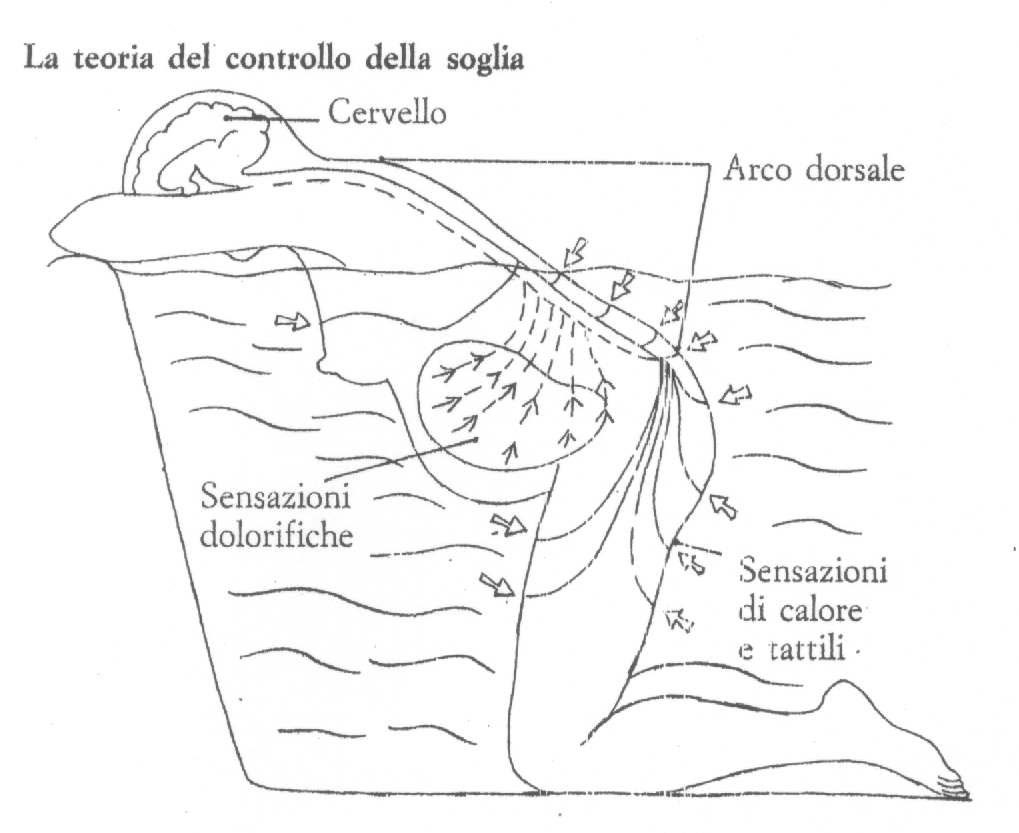 La teoria del controllo della soglia
Cervello
Arco dorsale
Sensazioni
dolorifiche
Sensazioni
di calore
e tattili